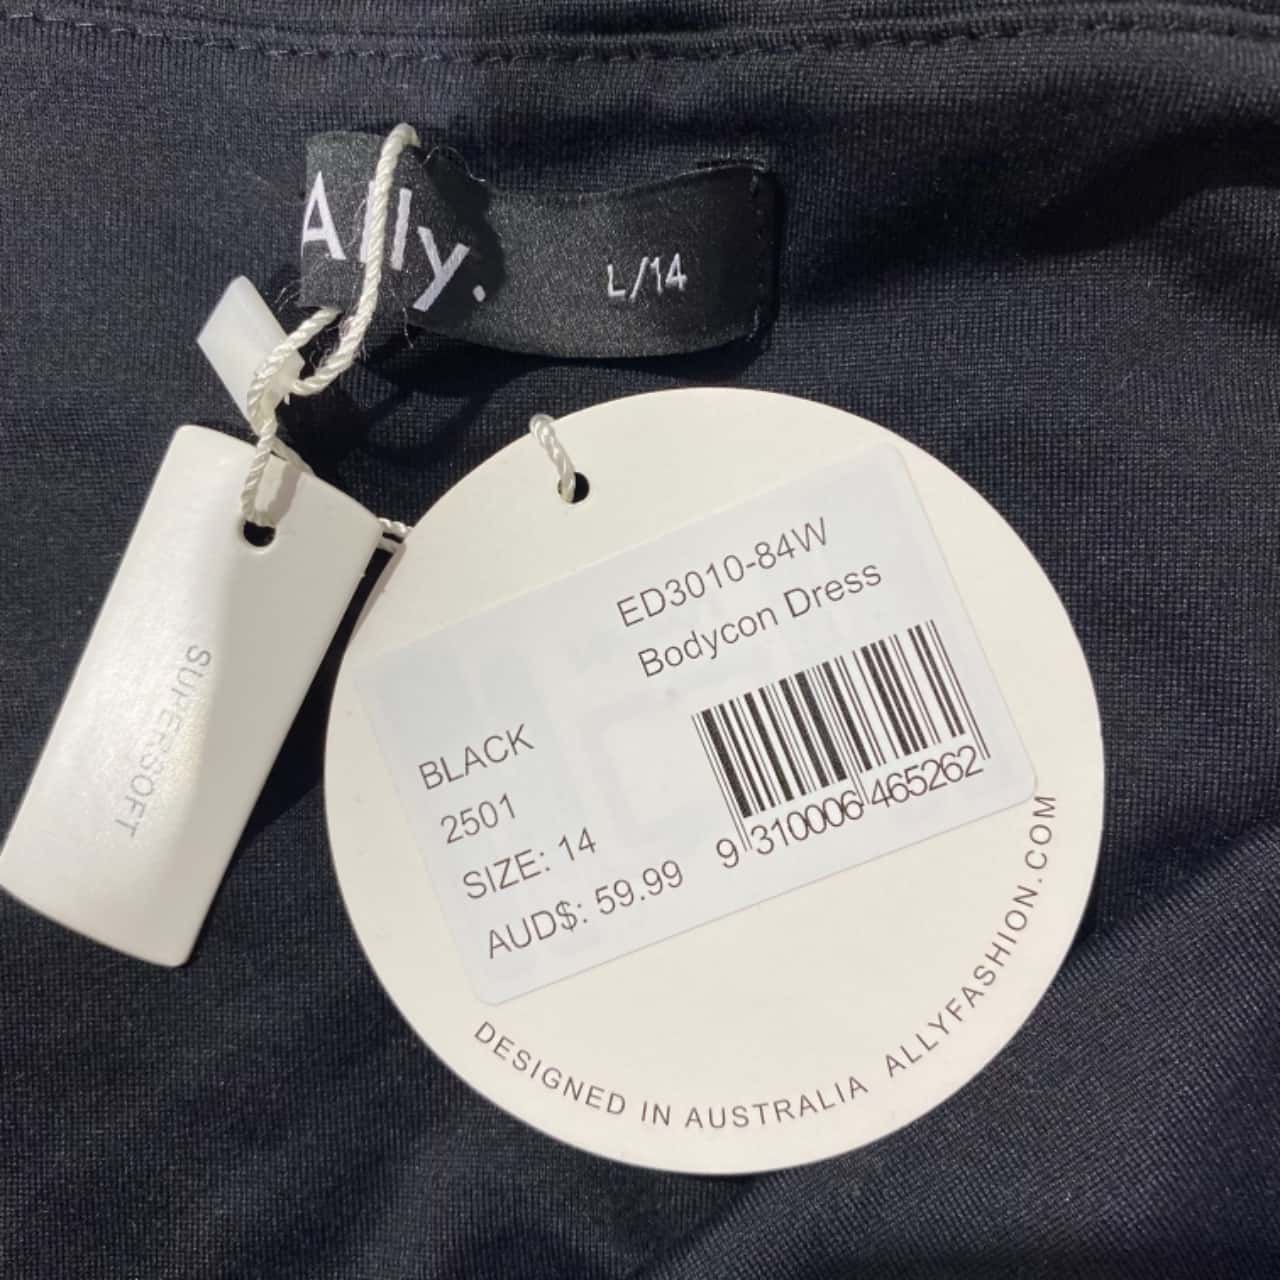 Ally.
L/14
SUPERSOFT
ED3010-84W
Bodycon Dress
BLACK
2501
SIZE: 14
AUD$: 59.99
9 310006 465262
DESIGNED IN AUSTRALIA ALLYFASHION.COM